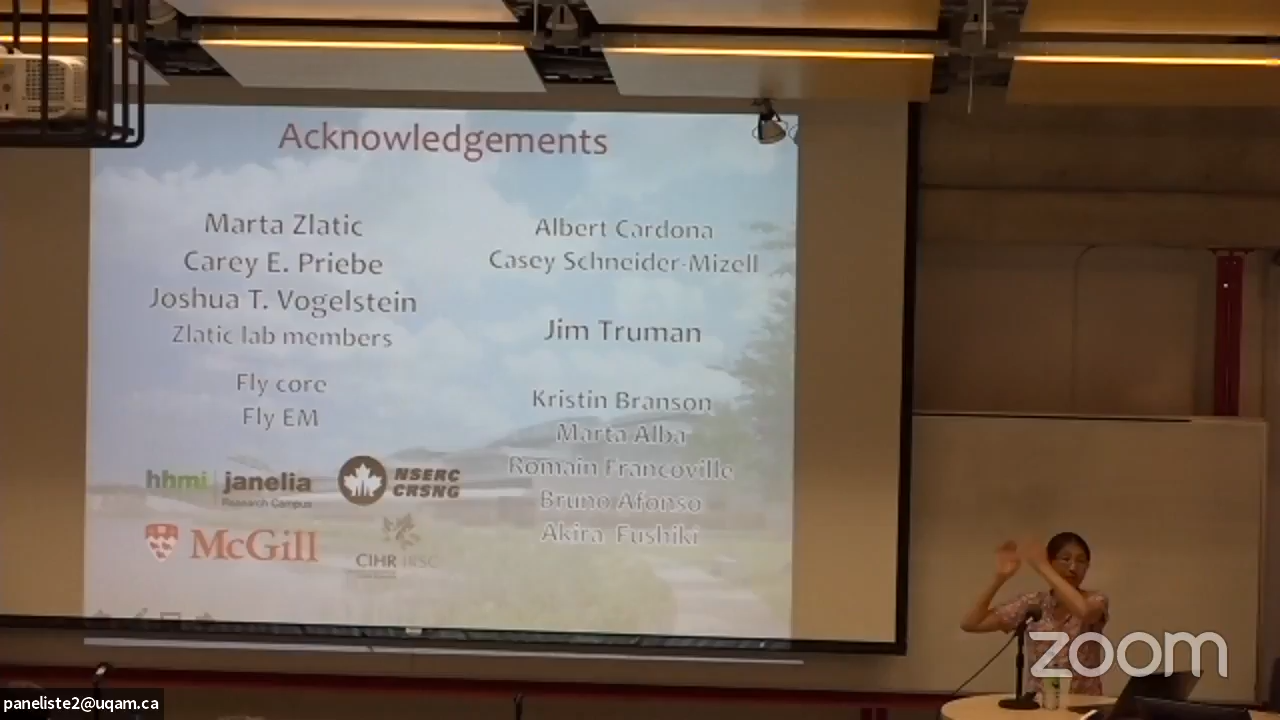 Acknowledgements
Marta Zlatic
Carey E. Priebe
Joshua T. Vogelstein
Zlatic lab members
Fly core
Fly EM
hhmi | janelia
Research Campus
NSERC
CRSNG
McGill
CIHR IRSC
Albert Cardona
Casey Schneider-Mizell
Jim Truman
Kristin Branson
Marta Alba
Romain Francoville
Bruno Afonso
Akira Fushiki
zoom
paneliste2@uqam.ca